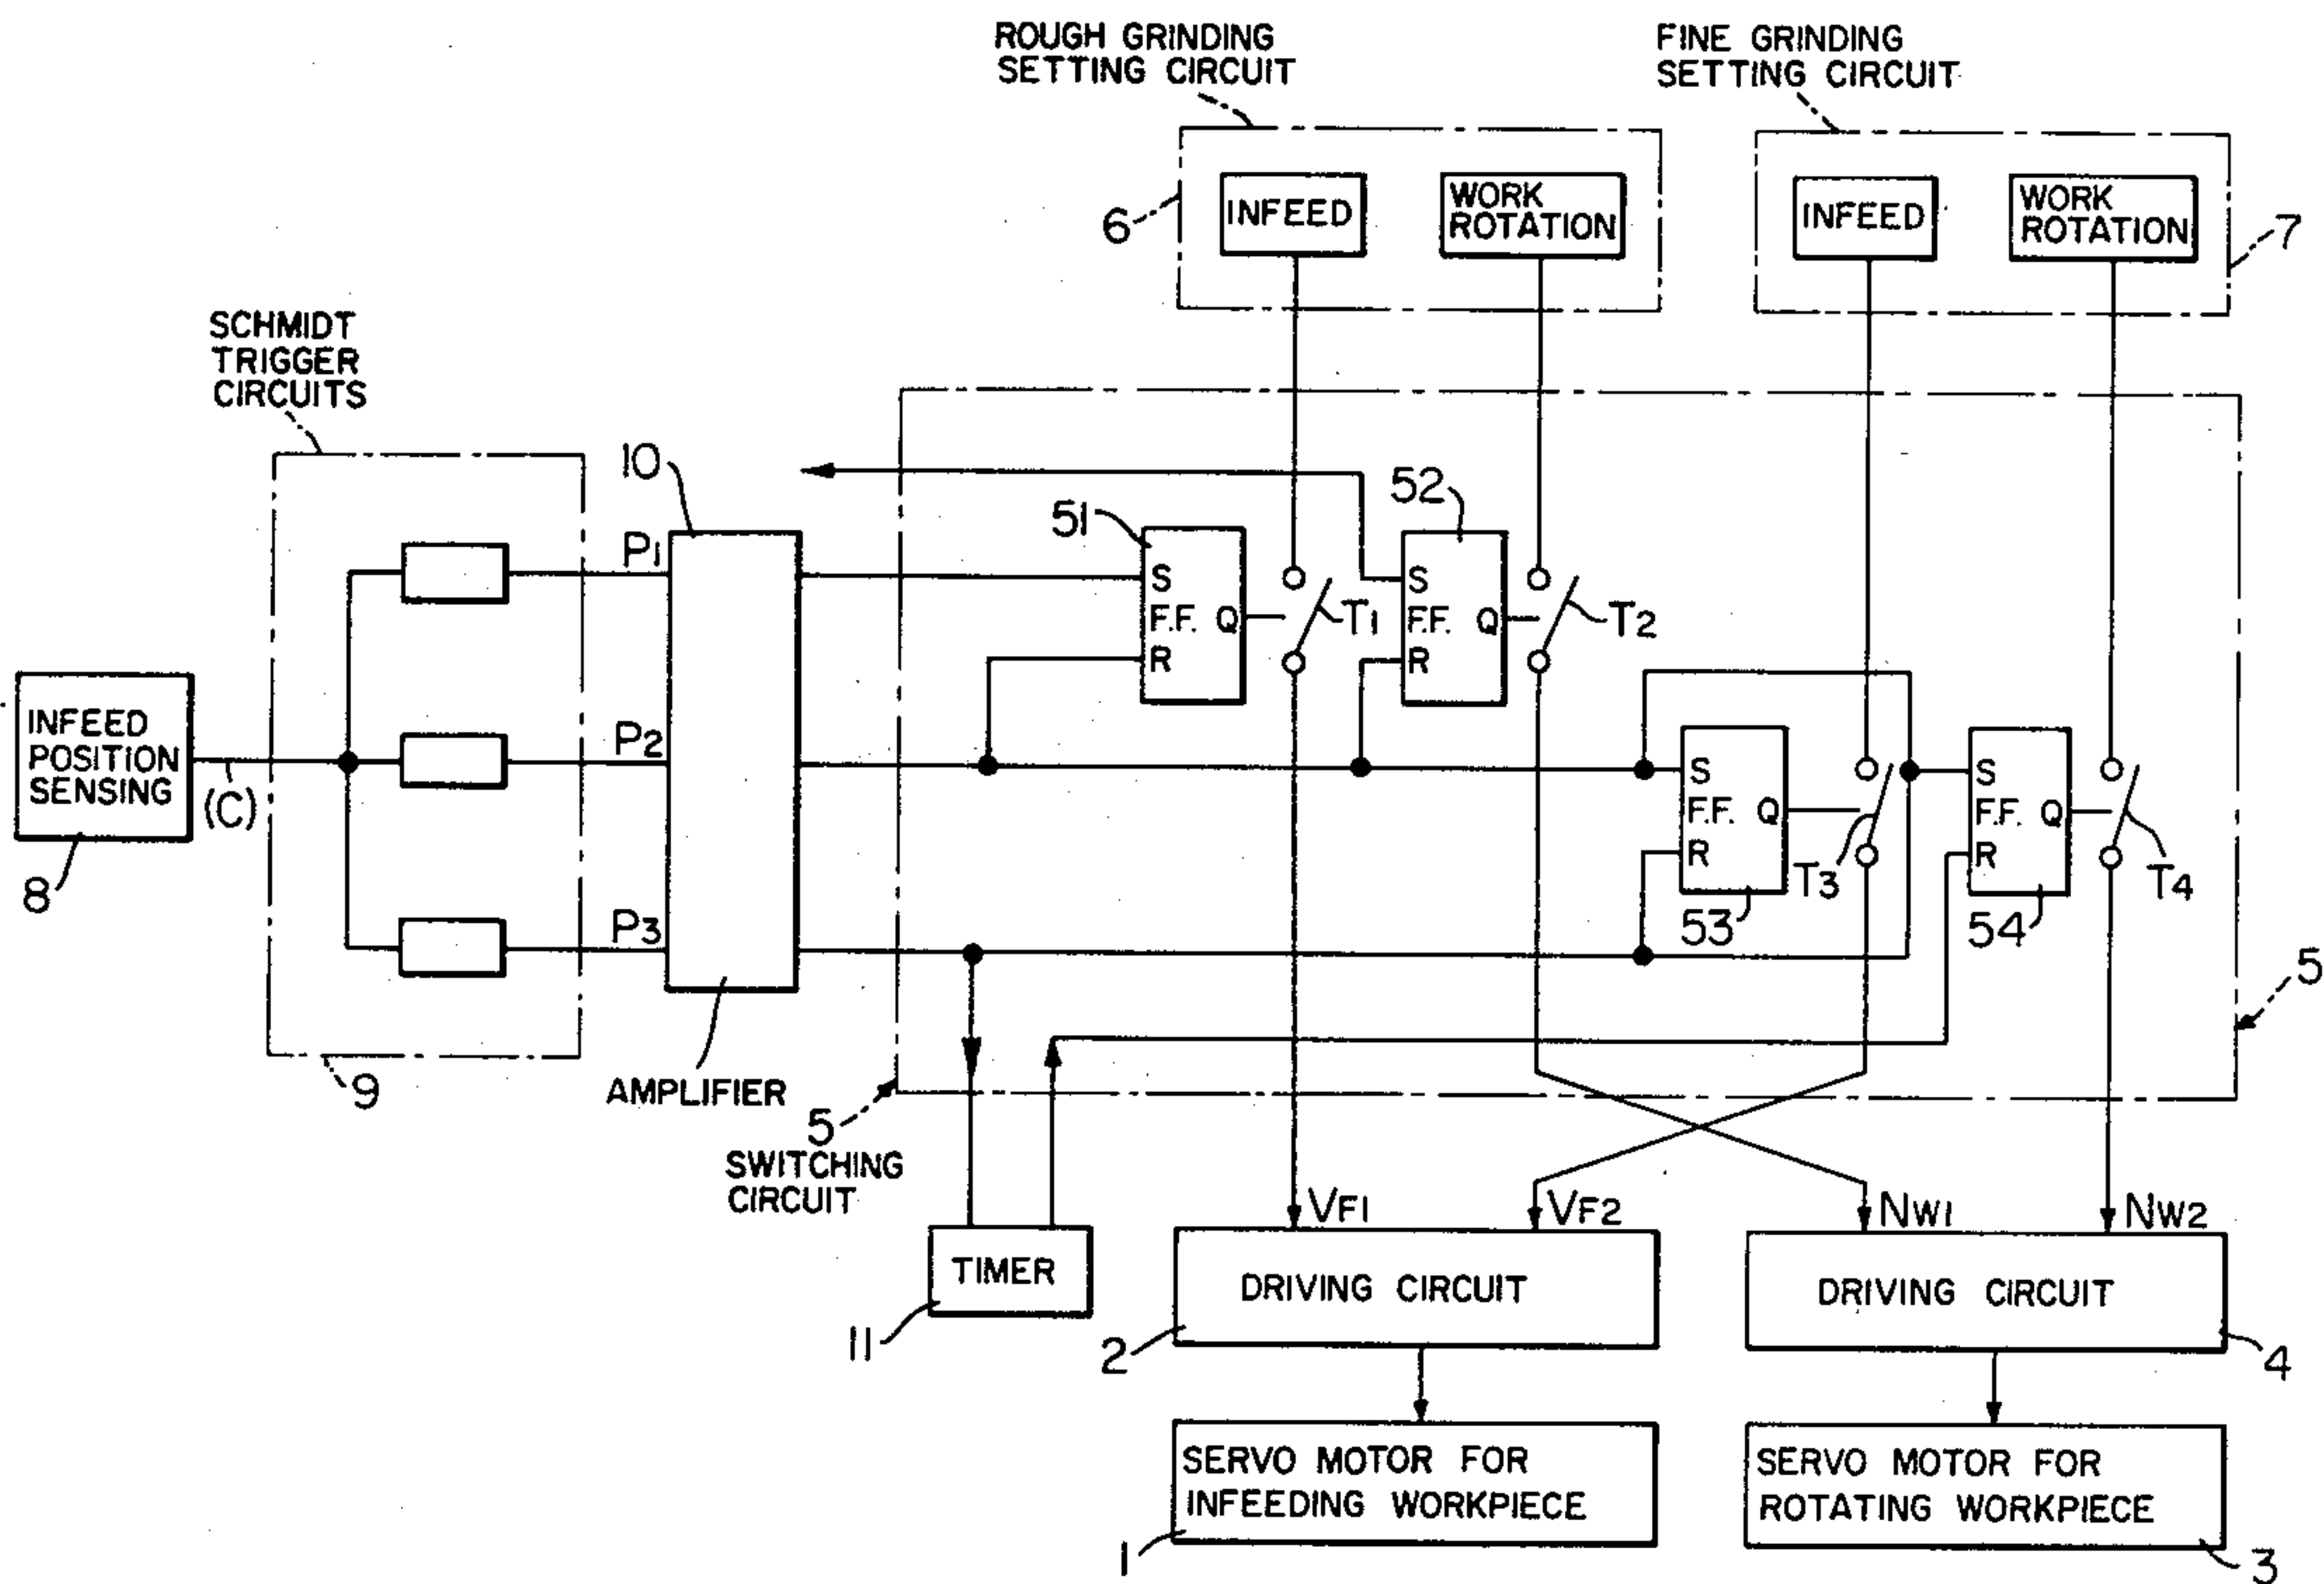 ROUGH GRINDING
SETTING CIRCUIT
FINE GRINDING
SETTING CIRCUIT
6
INFEED
WORK
ROTATION
INFEED
WORK
ROTATION
7
SCHMIDT
TRIGGER
CIRCUITS
10
51
52
P1
S
F.F. Q
R
T1
S
F.F. Q
R
T2
INFEED
POSITION
SENSING
(C)
8
P2
S
F.F. Q
R
T3
53
S
F.F. Q
R
T4
54
P3
5
9
AMPLIFIER
5
SWITCHING
CIRCUIT
VF1
VF2
NW1
NW2
TIMER
11
DRIVING CIRCUIT
2
DRIVING CIRCUIT
4
SERVO MOTOR FOR
INFEEDING WORKPIECE
1
SERVO MOTOR FOR
ROTATING WORKPIECE
3